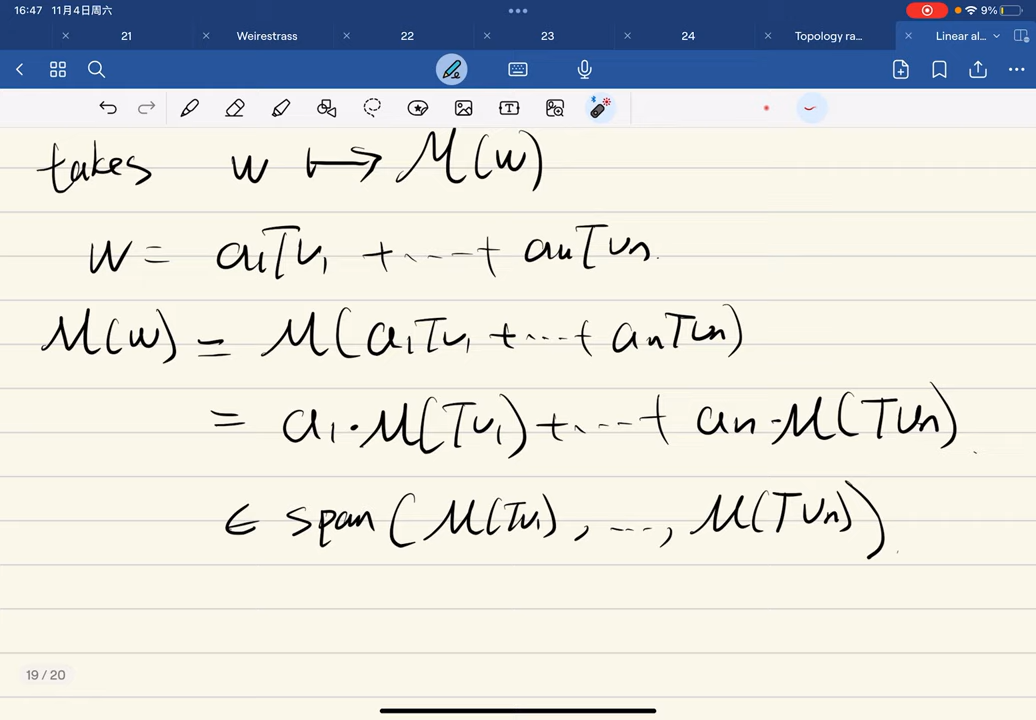 16:47 11月4日周六
9%
21 Weirestrass 22 23 24 Topology ra... Linear al...
takes w ⟼ M(w)
w = a₁Tv₁ + ... + aₙTvₙ.
M(w) = M(a₁Tv₁ + ... + aₙTvₙ)
= a₁·M(Tv₁) + ... + aₙ·M(Tvₙ).
∈ span(M(Tv₁), ..., M(Tvₙ)).
19 / 20